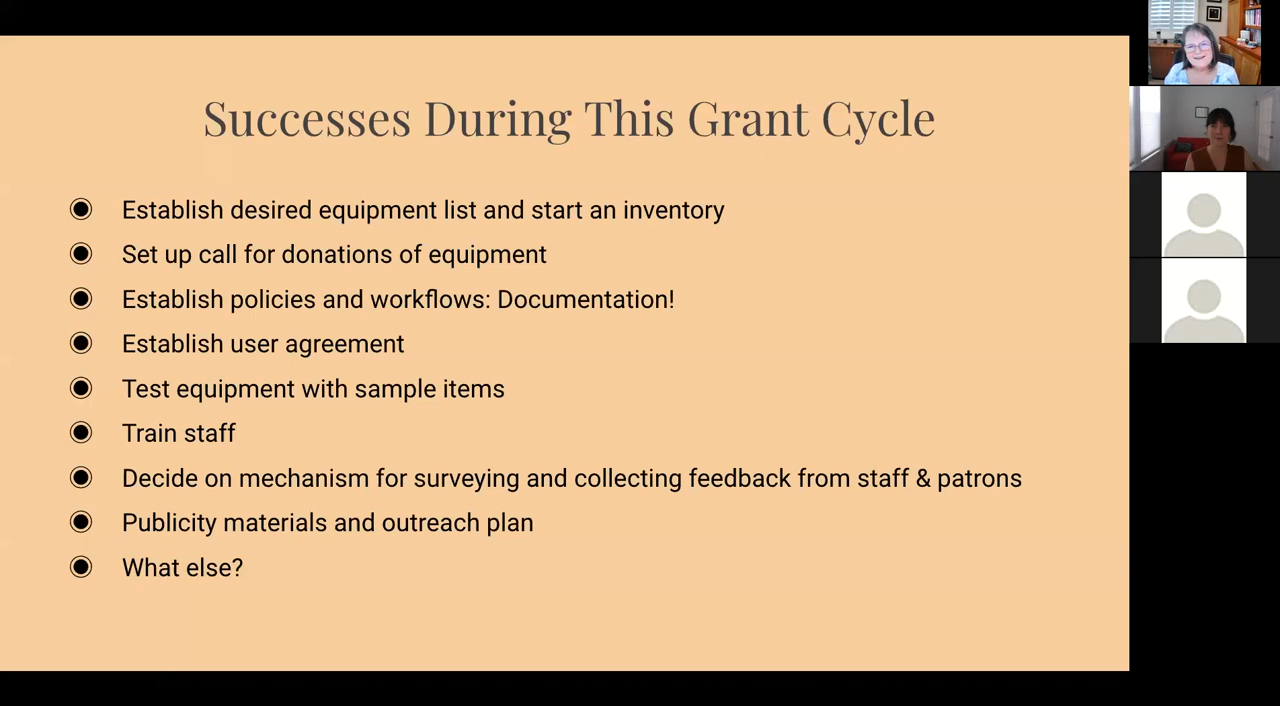 Successes During This Grant Cycle
Establish desired equipment list and start an inventory
Set up call for donations of equipment
Establish policies and workflows: Documentation!
Establish user agreement
Test equipment with sample items
Train staff
Decide on mechanism for surveying and collecting feedback from staff & patrons
Publicity materials and outreach plan
What else?